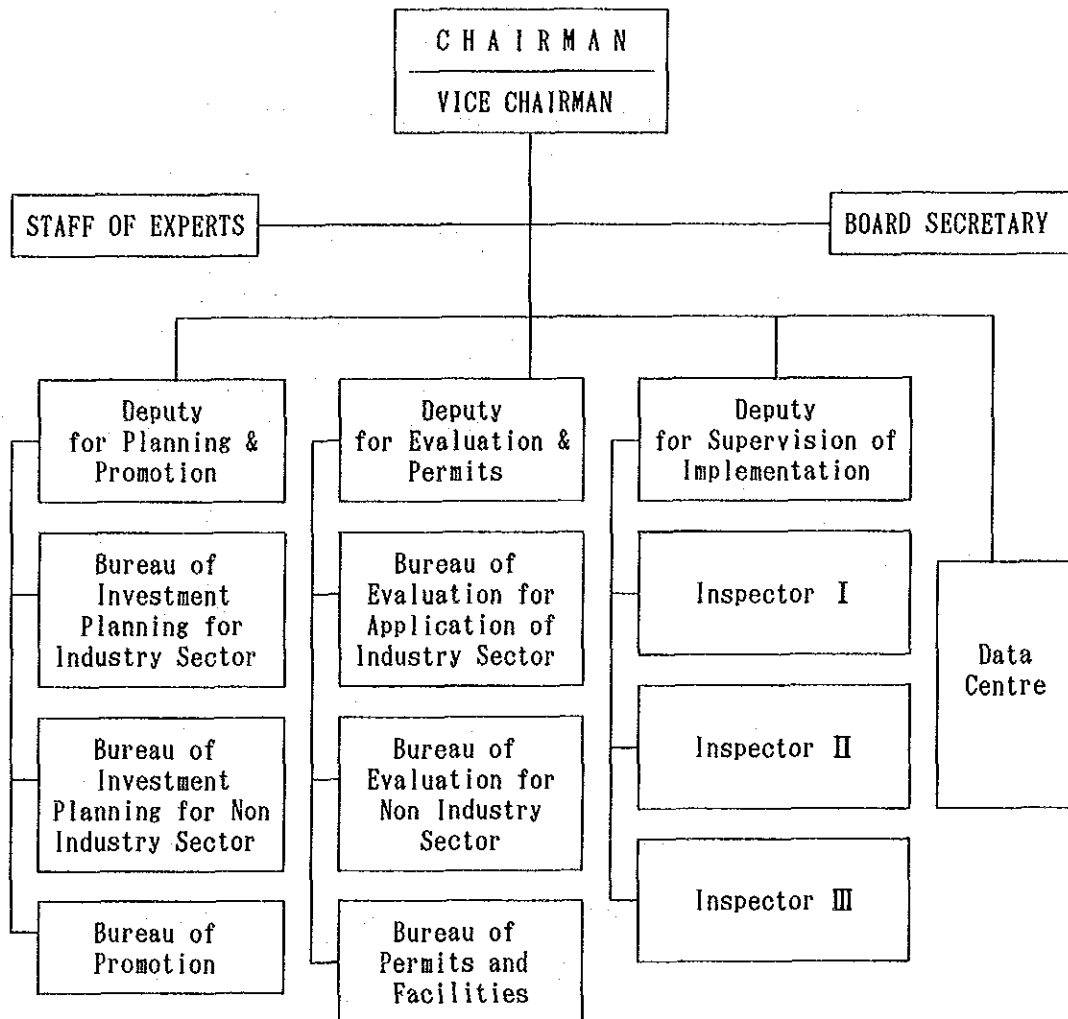 CHAIRMAN
VICE CHAIRMAN
STAFF OF EXPERTS
BOARD SECRETARY
Deputy
for Planning &
Promotion
Deputy
for Evaluation &
Permits
Deputy
for Supervision of
Implementation
Bureau of
Investment
Planning for
Industry Sector
Bureau of
Evaluation for
Application of
Industry Sector
Inspector Ⅰ
Data
Centre
Bureau of
Investment
Planning for Non
Industry Sector
Bureau of
Evaluation for
Non Industry
Sector
Inspector Ⅱ
Bureau of
Promotion
Bureau of
Permits and
Facilities
Inspector Ⅲ